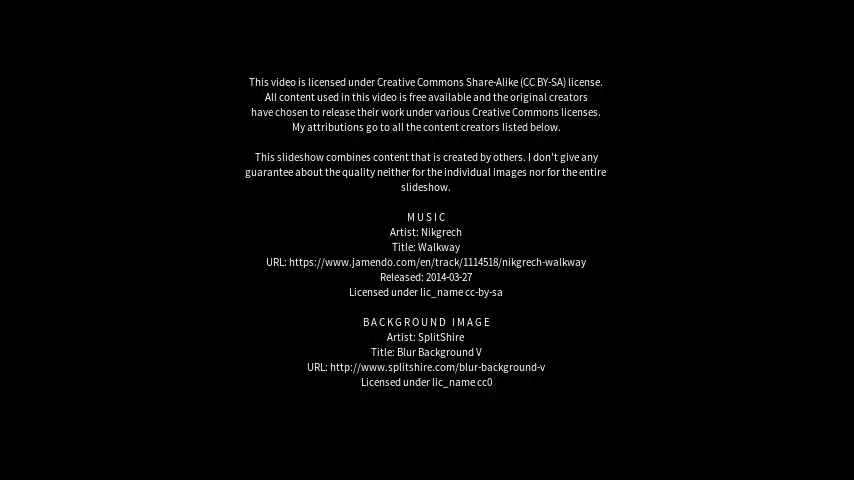 This video is licensed under Creative Commons Share-Alike (CC BY-SA) license.
All content used in this video is free available and the original creators
have chosen to release their work under various Creative Commons licenses.
My attributions go to all the content creators listed below.
This slideshow combines content that is created by others. I don't give any
guarantee about the quality neither for the individual images nor for the entire
slideshow.
M U S I C
Artist: Nikgrech
Title: Walkway
URL: https://www.jamendo.com/en/track/1114518/nikgrech-walkway
Released: 2014-03-27
Licensed under lic_name cc-by-sa
B A C K G R O U N D   I M A G E
Artist: SplitShire
Title: Blur Background V
URL: http://www.splitshire.com/blur-background-v
Licensed under lic_name cc0